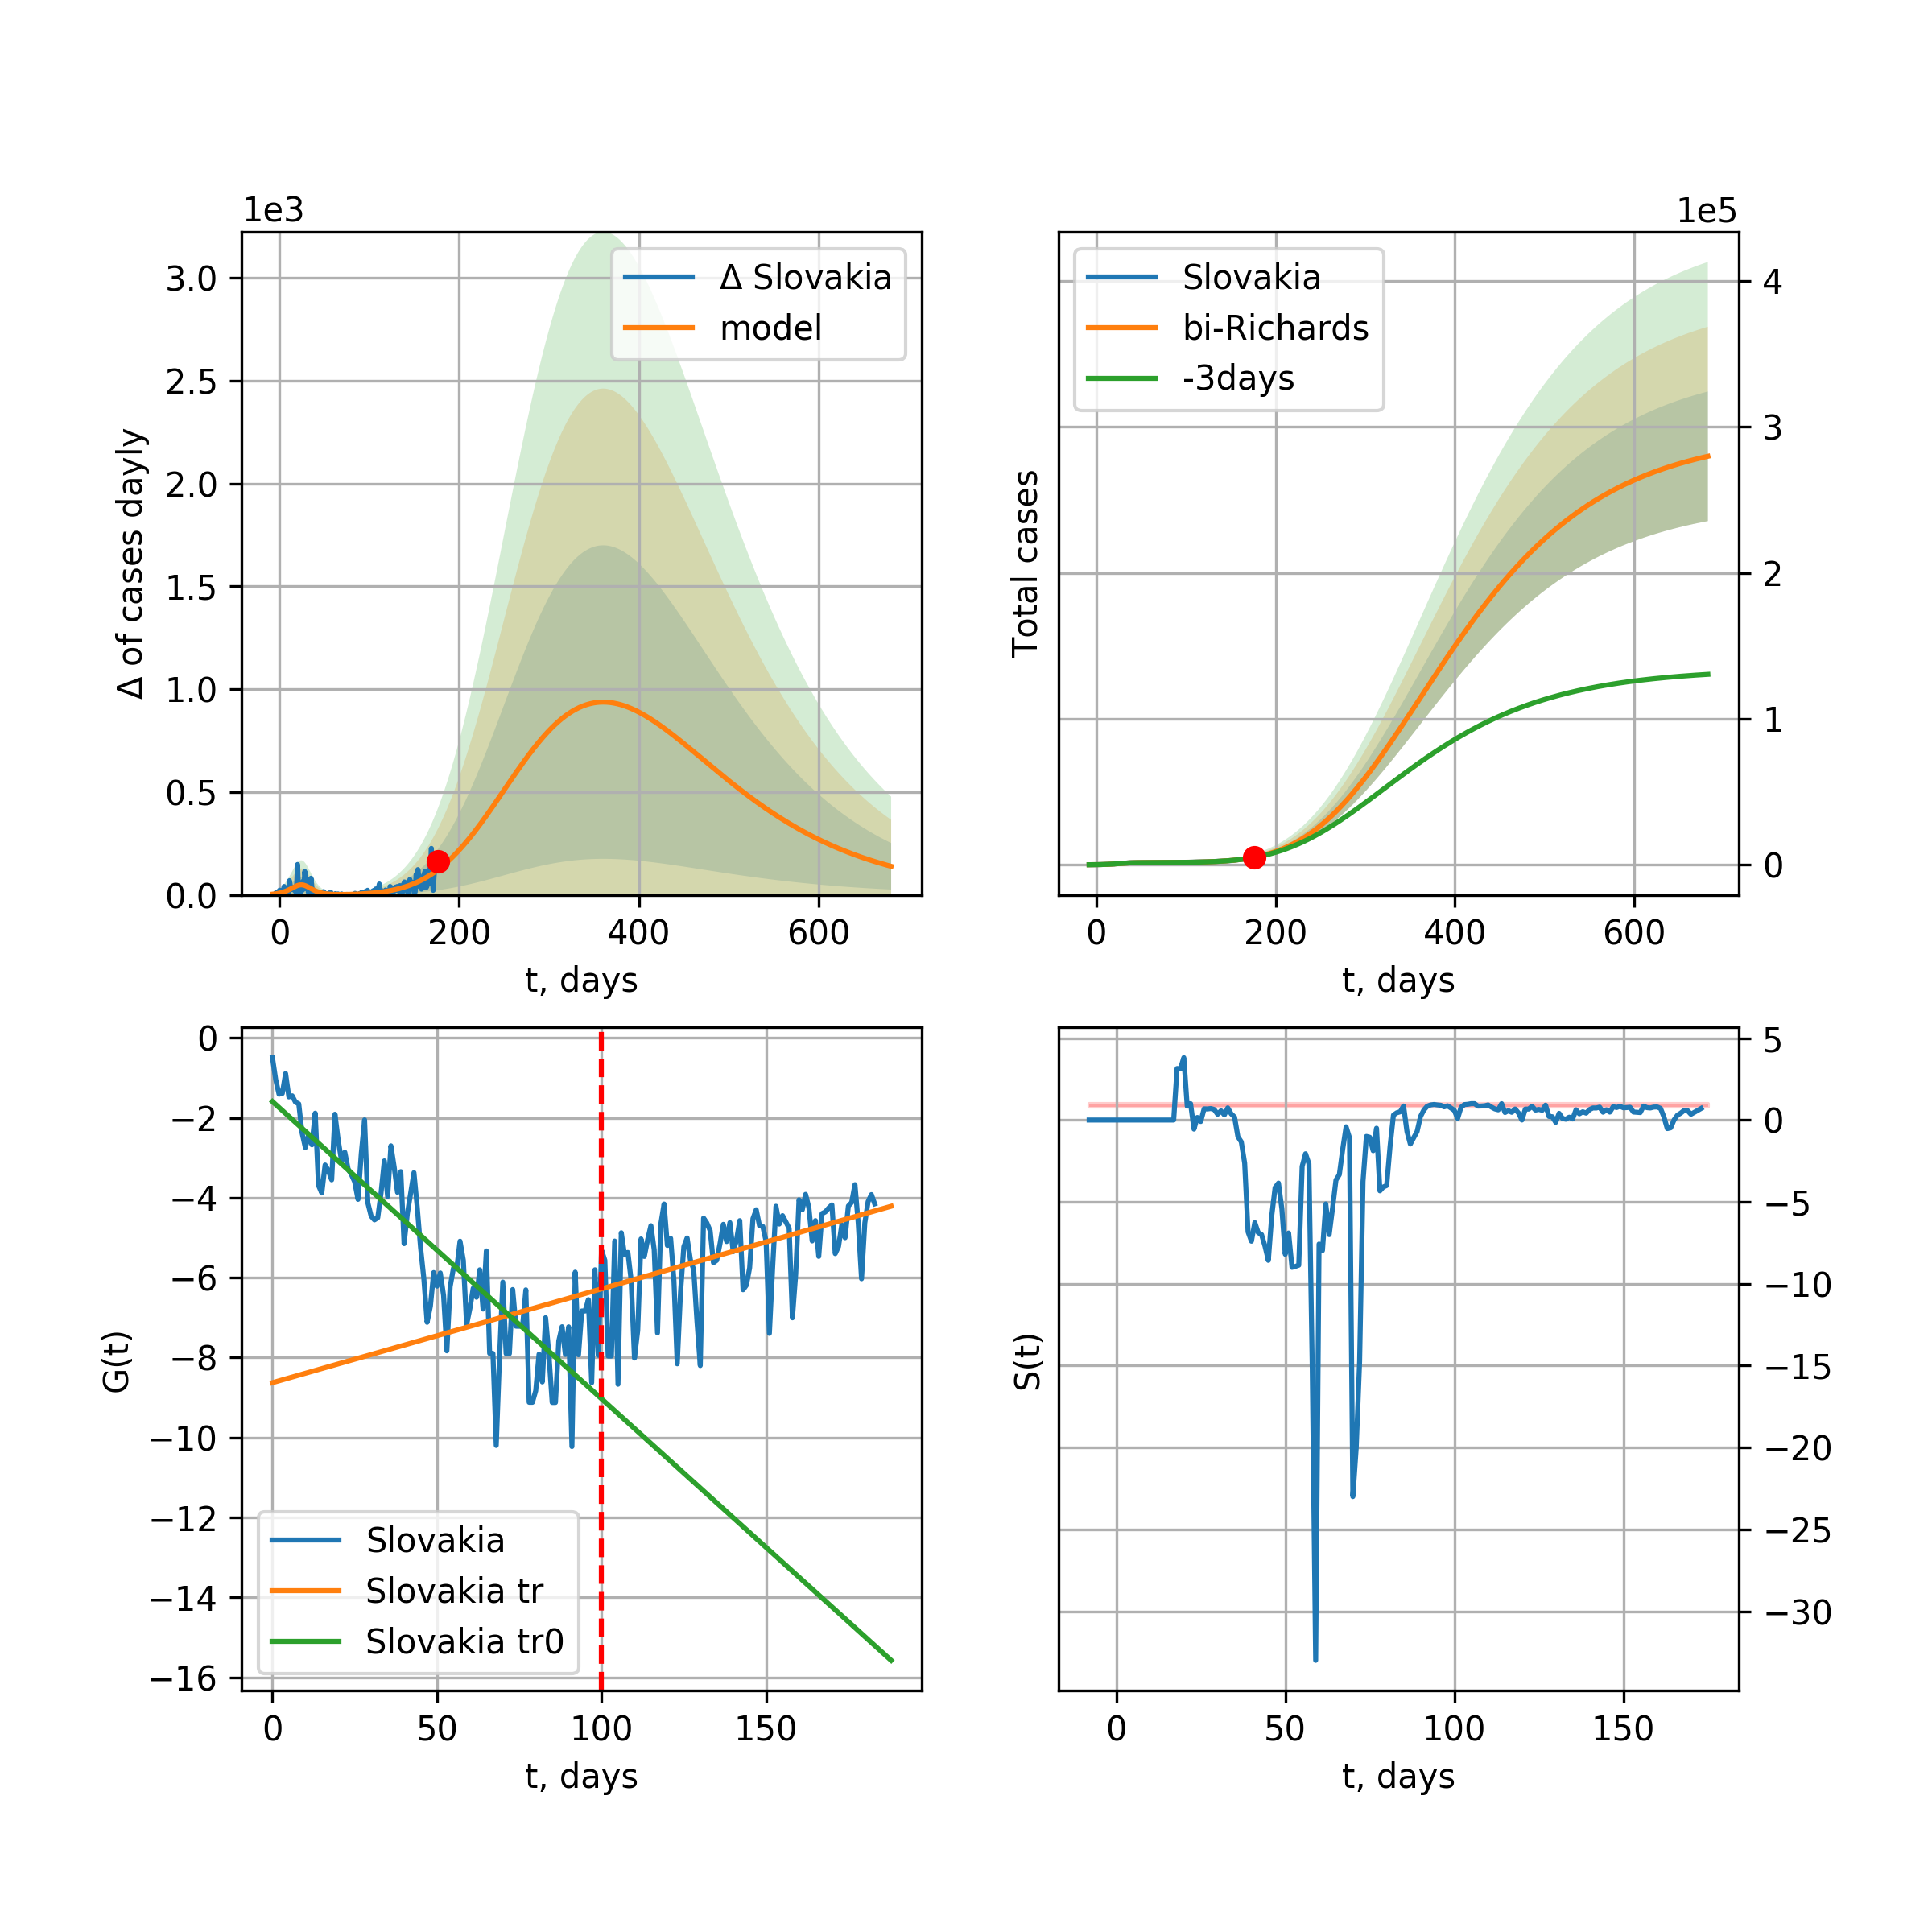 1e3
3.0
2.5
2.0
1.5
1.0
0.5
0.0
0 200 400 600
t, days
Δ of cases dayly
Δ Slovakia
model
1e5
4
3
2
1
0
0 200 400 600
t, days
Total cases
Slovakia
bi-Richards
-3days
0
−2
−4
−6
−8
−10
−12
−14
−16
0 50 100 150
t, days
G(t)
Slovakia
Slovakia tr
Slovakia tr0
5
0
−5
−10
−15
−20
−25
−30
0 50 100 150
t, days
S(t)